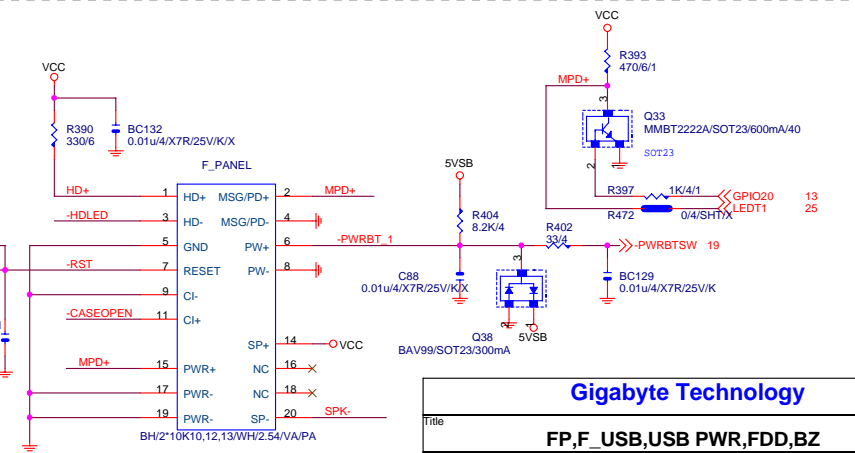 VCC
R393
470/6/1
MPD+
3
Q33
MMBT2222A/SOT23/600mA/40
SOT23
2
1
R397
1K/4/1
GPIO20
13
R472
0/4/SHT/X
LEDT1
25
VCC
R390
330/6
BC132
0.01u/4/X7R/25V/K/X
F_PANEL
HD+
1
HD+
MSG/PD+
2
MPD+
-HDLED
3
HD-
MSG/PD-
4
5
GND
PW+
6
-PWRBT_1
-RST
7
RESET
PW-
8
9
CI-
-CASEOPEN
11
CI+
SP+
14
VCC
MPD+
15
PWR+
NC
16
17
PWR-
NC
18
19
PWR-
SP-
20
SPK-
BH/2*10K10,12,13/WH/2.54/VA/PA
5VSB
R404
8.2K/4
R402
33/4
-PWRBTSW
19
C88
0.01u/4/X7R/25V/K/X
3
2
1
5VSB
Q38
BAV99/SOT23/300mA
BC129
0.01u/4/X7R/25V/K
Gigabyte Technology
Title
FP,F_USB,USB PWR,FDD,BZ